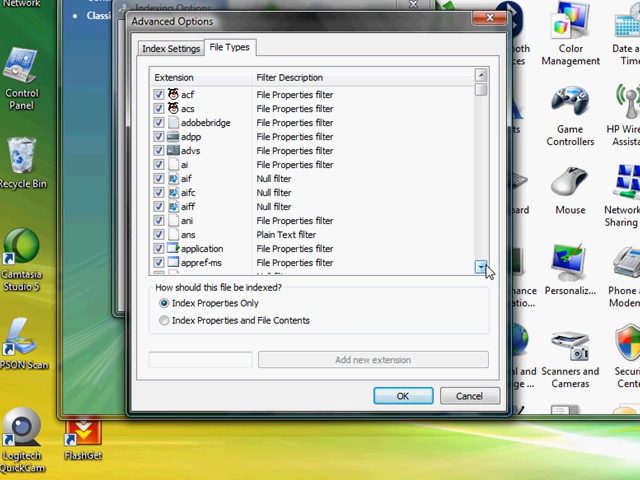 Network
Indexing Options
Classic
Advanced Options
Index Settings
File Types
Extension Filter Description
acf File Properties filter
acs File Properties filter
adobebridge File Properties filter
adpp File Properties filter
advs File Properties filter
ai File Properties filter
aif Null filter
aifc Null filter
aiff Null filter
ani File Properties filter
ans Plain Text filter
application File Properties filter
appref-ms File Properties filter
How should this file be indexed?
Index Properties Only
Index Properties and File Contents
Add new extension
OK
Cancel
Control
Panel
Recycle Bin
Camtasia
Studio 5
PSON Scan
Logitech
QuickCam
FlashGet
Color
Management
Date a
Time
Game
Controllers
HP Wire
Assista
Mouse
Network
Sharing
Personaliz...
Phone a
Modem
Scanners and
Cameras
Securi
Cente